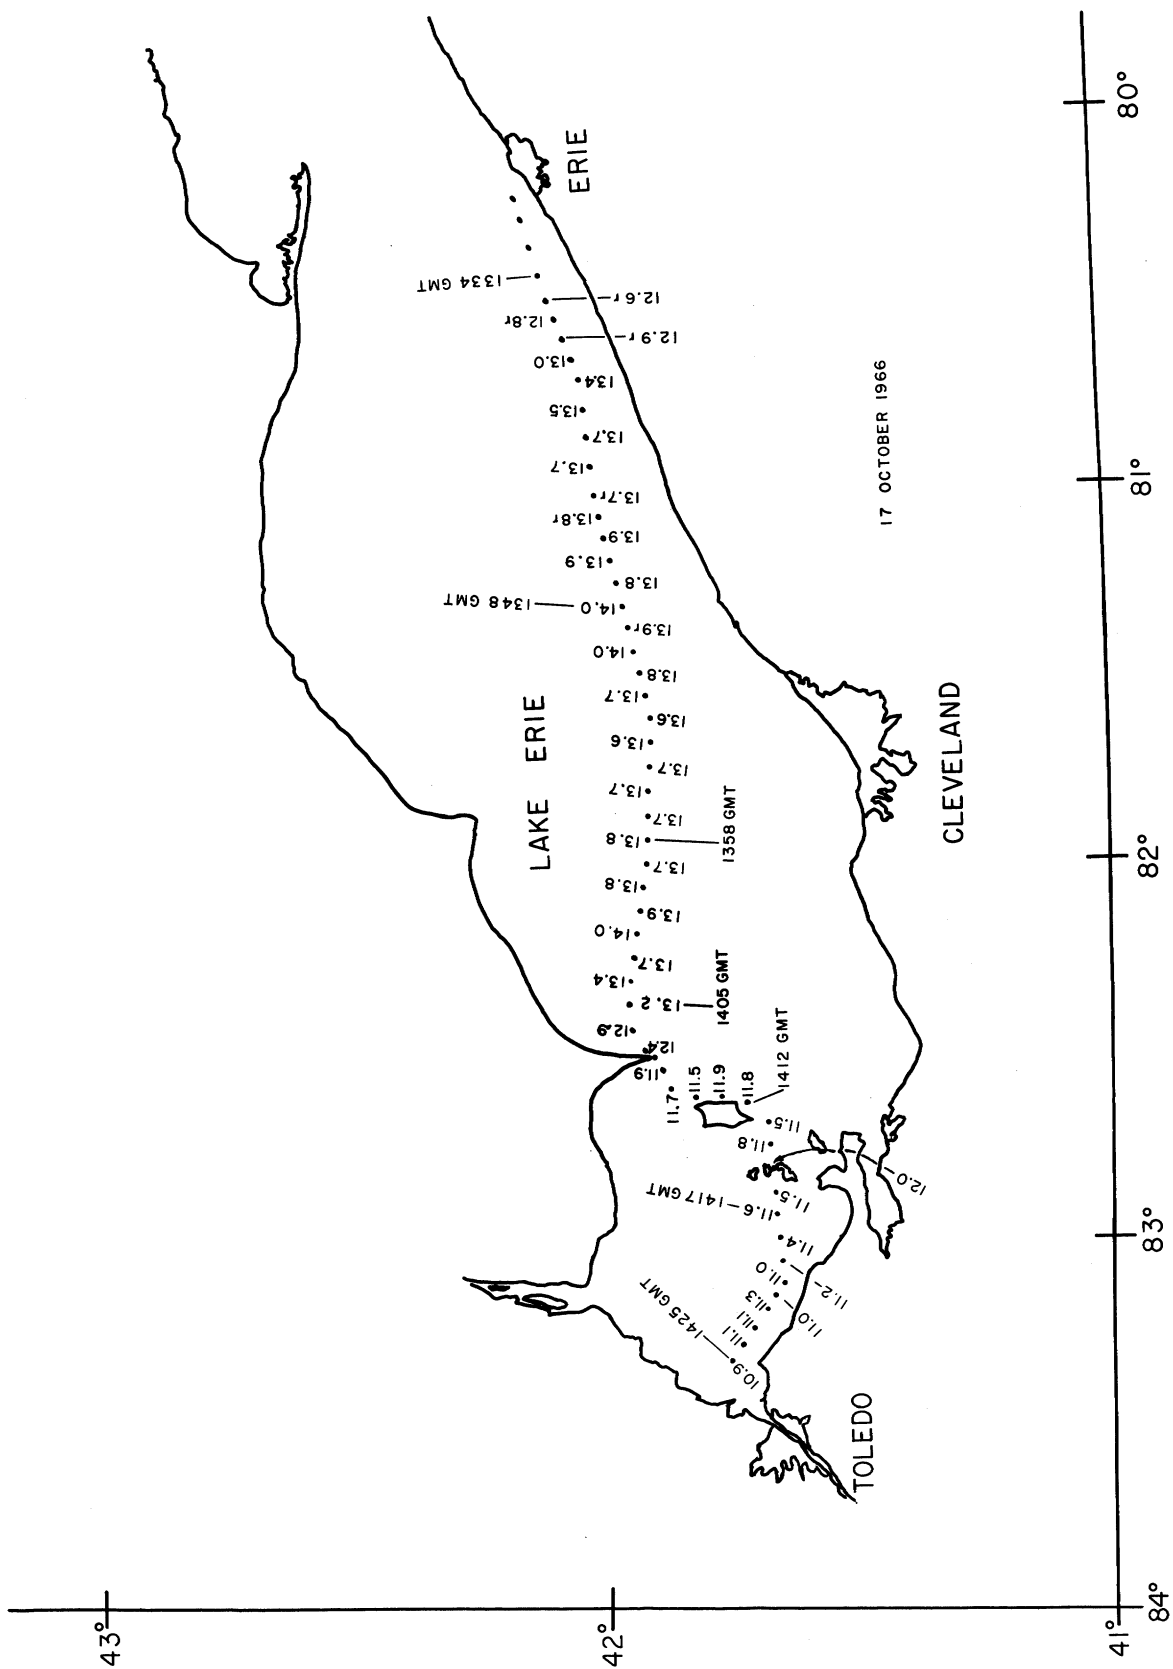 43°
42°
41°
84°
83°
82°
81°
80°
LAKE ERIE
ERIE
CLEVELAND
TOLEDO
17 OCTOBER 1966
1334 GMT
12.6r
12.8r
12.9r
13.0
13.4
13.5
13.7
13.7
13.7r
13.8r
13.9
13.9
13.8
14.0 1348 GMT
13.9r
14.0
13.8
13.7
13.6
13.6
13.7
13.7
13.7
13.8
1358 GMT
13.7
13.8
13.9
14.0
13.7
13.4
13.2
1405 GMT
12.9
12.4
11.9
11.7
11.5
11.9
11.8
1412 GMT
11.5
11.8
12.0
11.5
11.6 1417 GMT
11.4
11.2
11.0
11.0
11.3
11.1
11.1
10.9
1425 GMT